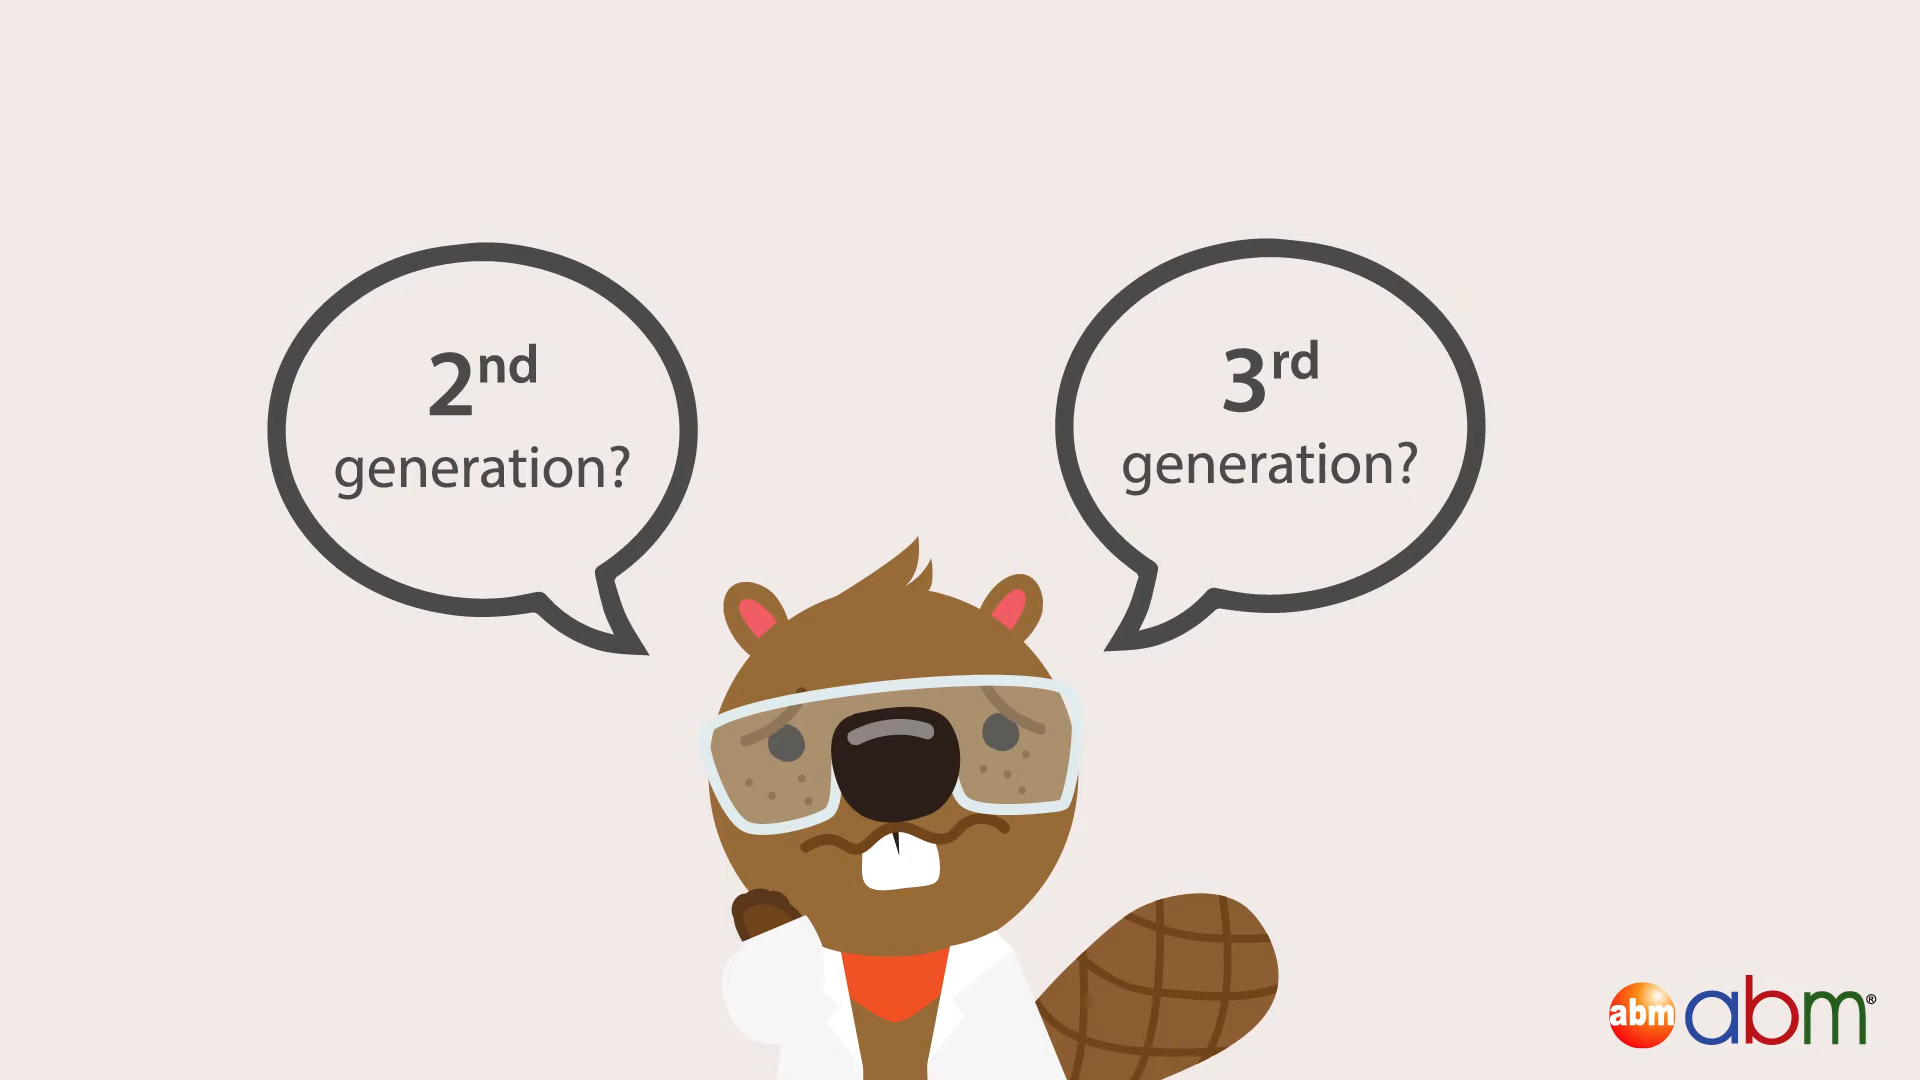 2nd
generation?
3rd
generation?
abm abm®